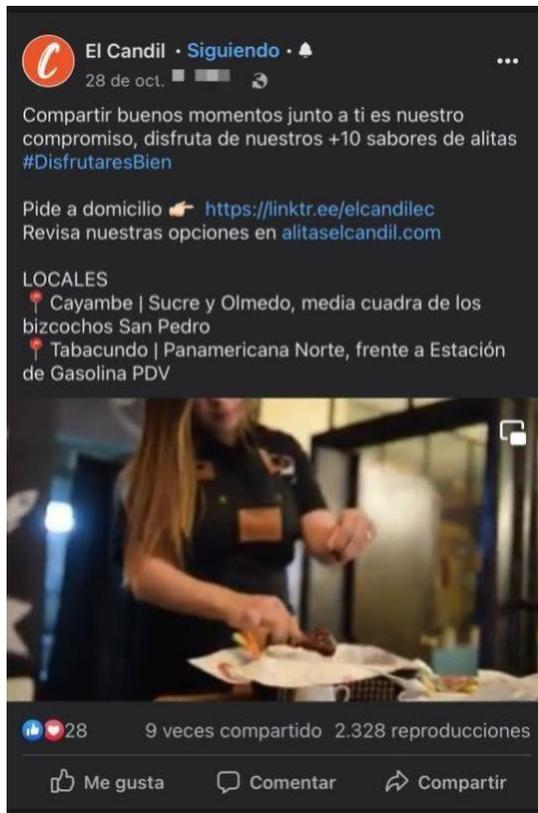 El Candil · Siguiendo ·
28 de oct.
Compartir buenos momentos junto a ti es nuestro
compromiso, disfruta de nuestros +10 sabores de alitas
#DisfrutaresBien
Pide a domicilio 👉🏻 https://linktr.ee/elcandilec
Revisa nuestras opciones en alitaselcandil.com
LOCALES
📍 Cayambe | Sucre y Olmedo, media cuadra de los
bizcochos San Pedro
📍 Tabacundo | Panamericana Norte, frente a Estación
de Gasolina PDV
28 9 veces compartido 2.328 reproducciones
Me gusta Comentar Compartir